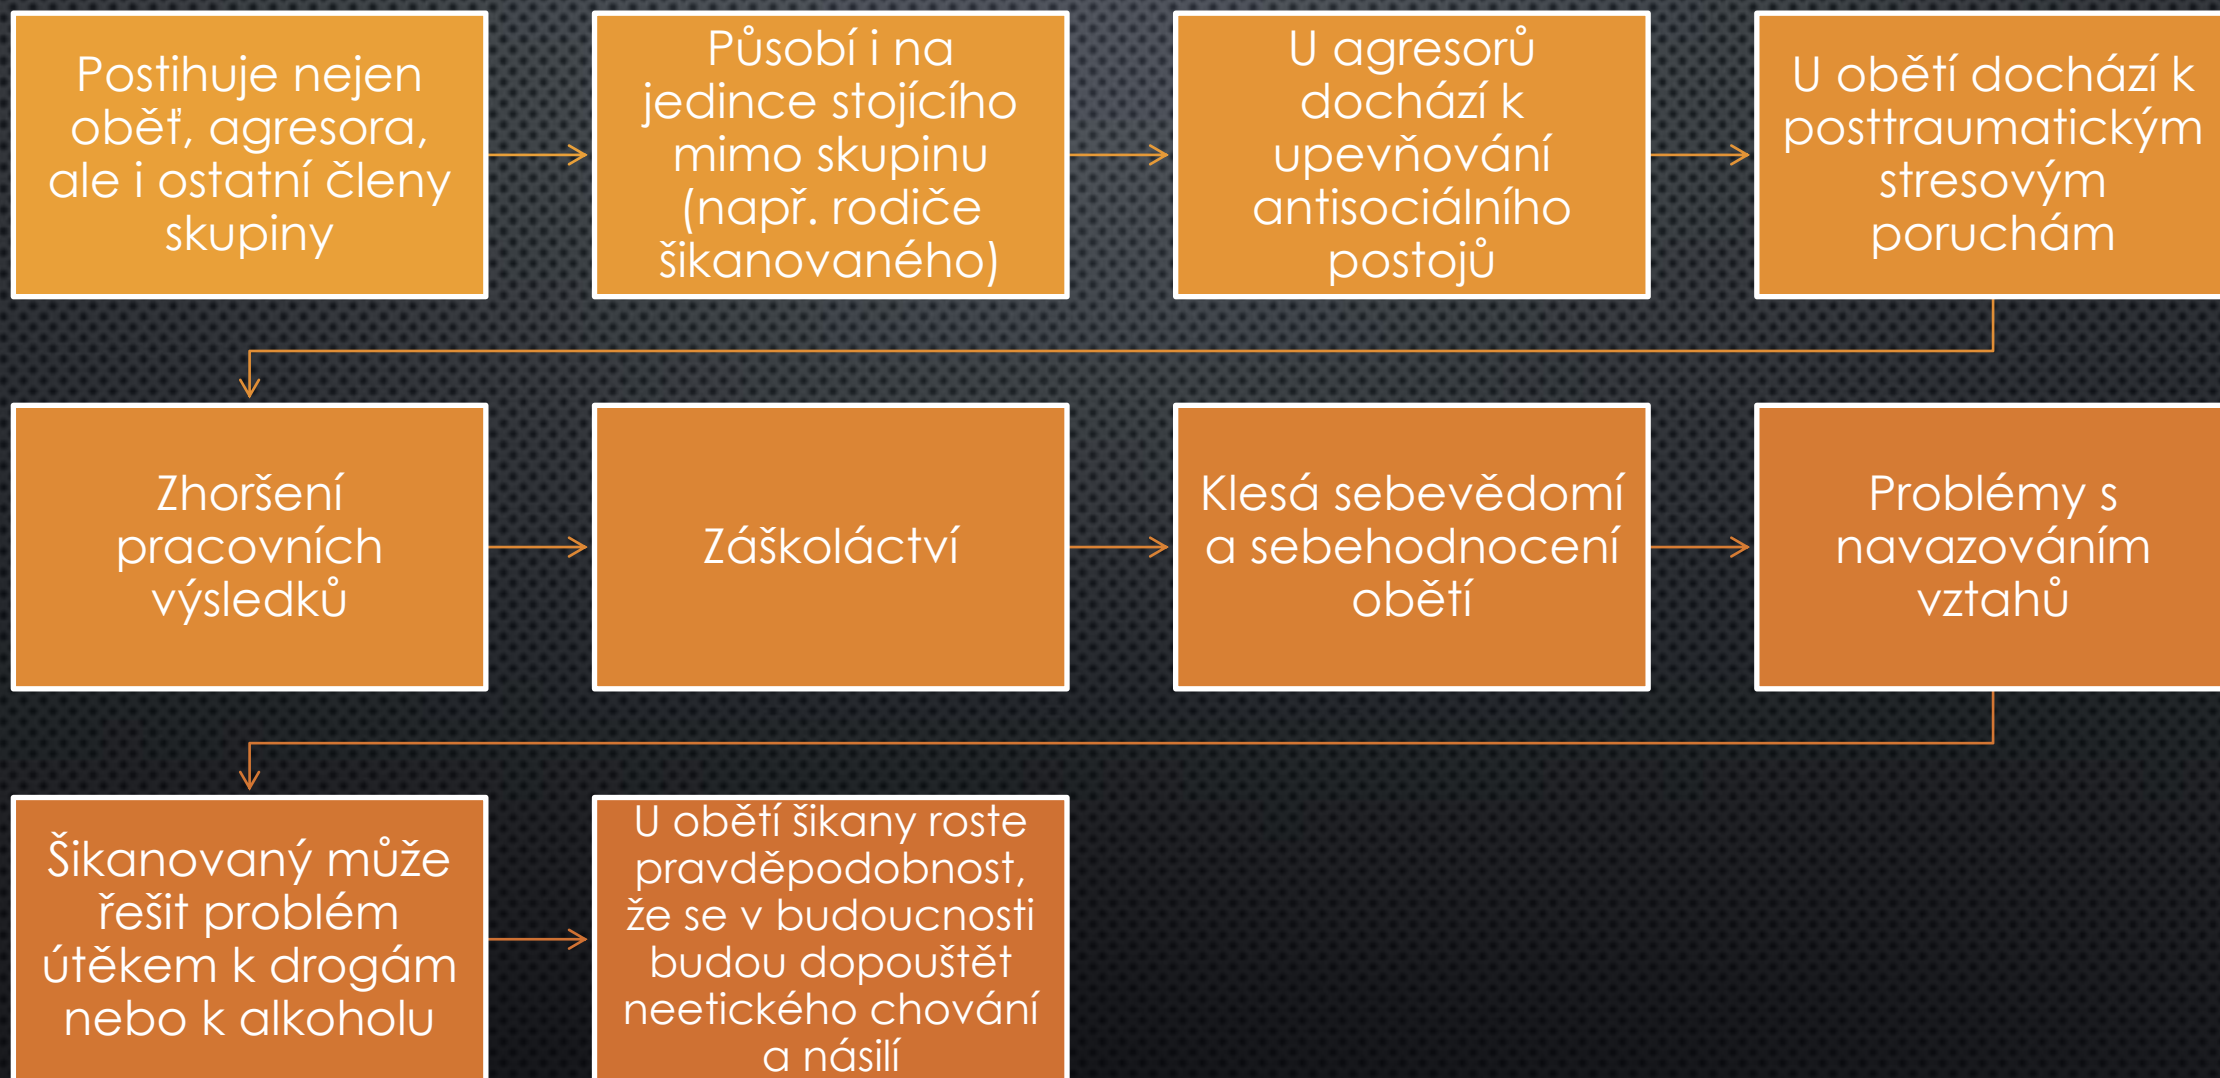 Postihuje nejen
oběť, agresora,
ale i ostatní členy
skupiny
Působí i na
jedince stojícího
mimo skupinu
(např. rodiče
šikanovaného)
U agresorů
dochází k
upevňování
antisociálního
postojů
U obětí dochází k
posttraumatickým
stresovým
poruchám
Zhoršení
pracovních
výsledků
Záškoláctví
Klesá sebevědomí
a sebehodnocení
obětí
Problémy s
navazováním
vztahů
Šikanovaný může
řešit problém
útěkem k drogám
nebo k alkoholu
U obětí šikany roste
pravděpodobnost,
že se v budoucnosti
budou dopouštět
neetického chování
a násilí